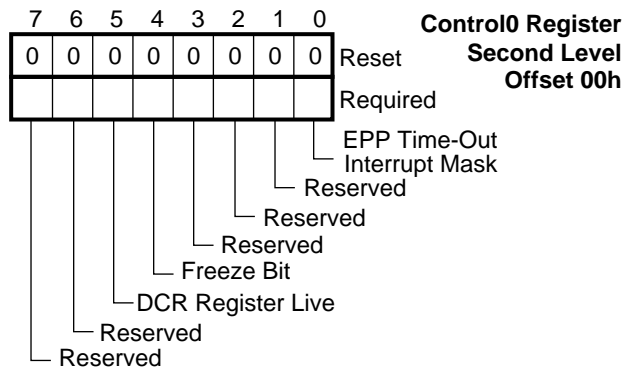 7 6 5 4 3 2 1 0
Control0 Register
Second Level
Offset 00h
0 0 0 0 0 0 0 0 Reset
Required
EPP Time-Out
Interrupt Mask
Reserved
Reserved
Reserved
Freeze Bit
DCR Register Live
Reserved
Reserved